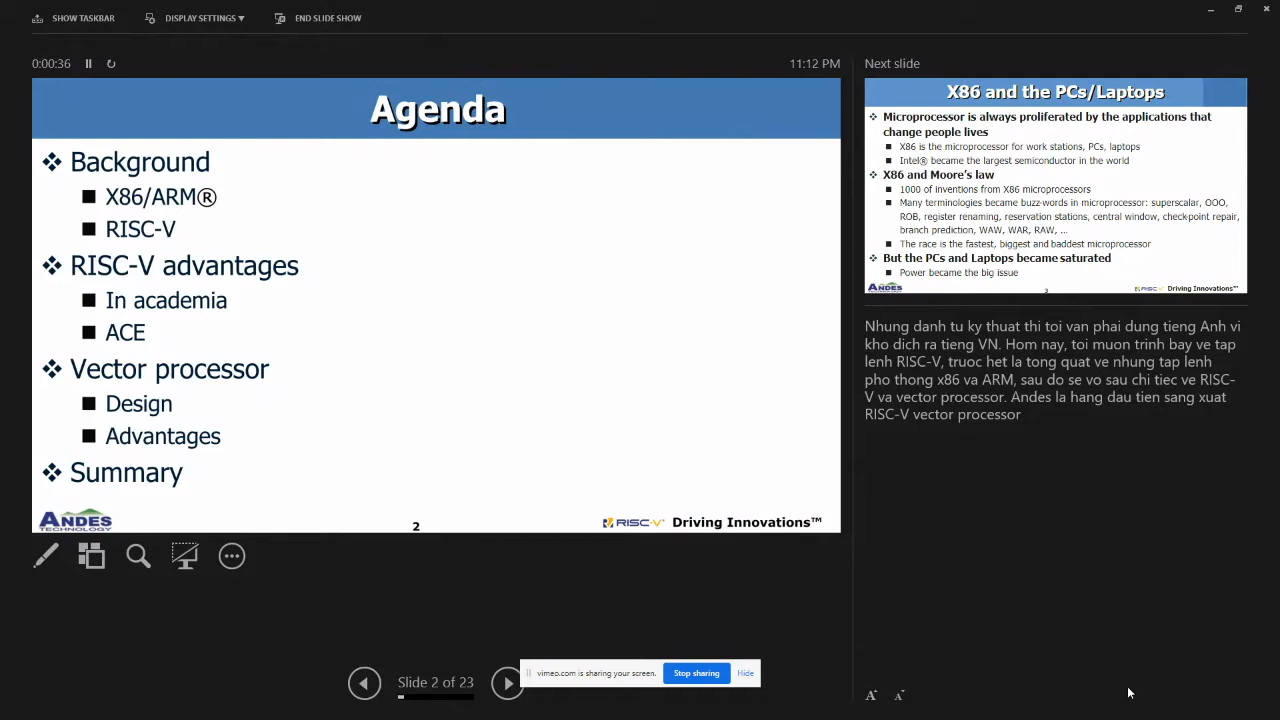 SHOW TASKBAR
DISPLAY SETTINGS ▼
END SLIDE SHOW
0:00:36
11:12 PM
Agenda
❖ Background
■ X86/ARM®
■ RISC-V
❖ RISC-V advantages
■ In academia
■ ACE
❖ Vector processor
■ Design
■ Advantages
❖ Summary
ANDES
TECHNOLOGY
2
RISC-V Driving Innovations™
Slide 2 of 23
vimeo.com is sharing your screen.
Stop sharing
Hide
Next slide
X86 and the PCs/Laptops
❖ Microprocessor is always proliferated by the applications that
change people lives
■ X86 is the microprocessor for work stations, PCs, laptops
■ Intel® became the largest semiconductor in the world
❖ X86 and Moore's law
■ 1000 of inventions from X86 microprocessors
■ Many terminologies became buzz-words in microprocessor: superscalar, OOO,
ROB, register renaming, reservation stations, central window, check-point repair,
branch prediction, WAW, WAR, RAW, ...
■ The race is the fastest, biggest and baddest microprocessor
❖ But the PCs and Laptops became saturated
■ Power became the big issue
ANDES
3
RISC-V Driving Innovations™
Nhung danh tu ky thuat thi toi van phai dung tieng Anh vi
kho dich ra tieng VN. Hom nay, toi muon trinh bay ve tap
lenh RISC-V, truoc het la tong quat ve nhung tap lenh
pho thong x86 va ARM, sau do se vo sau chi tiec ve RISC-
V va vector processor. Andes la hang dau tien sang xuat
RISC-V vector processor
A A